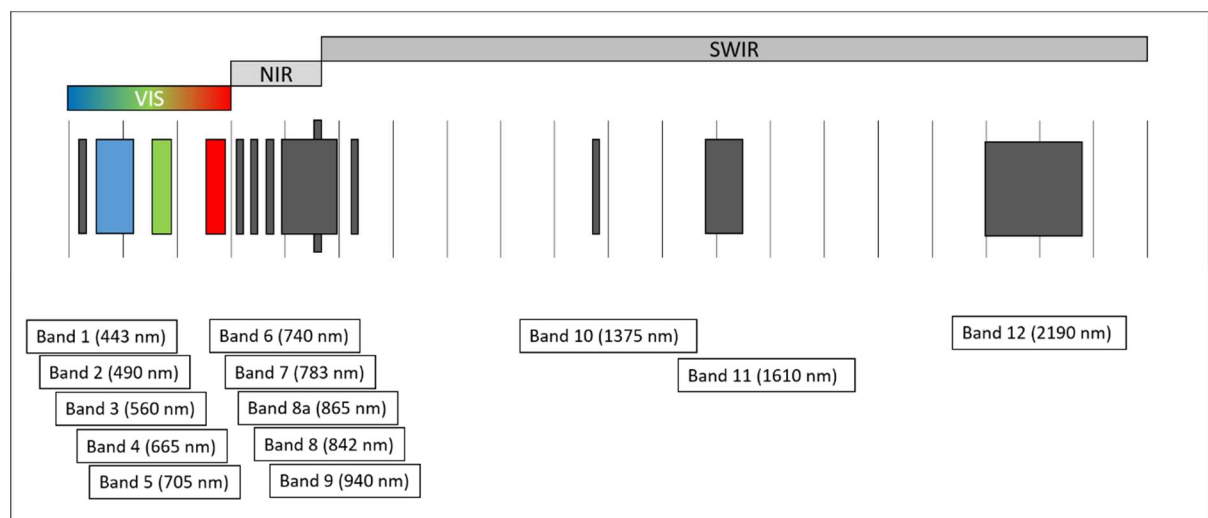 SWIR
NIR
VIS
Band 1 (443 nm)
Band 2 (490 nm)
Band 3 (560 nm)
Band 4 (665 nm)
Band 5 (705 nm)
Band 6 (740 nm)
Band 7 (783 nm)
Band 8a (865 nm)
Band 8 (842 nm)
Band 9 (940 nm)
Band 10 (1375 nm)
Band 11 (1610 nm)
Band 12 (2190 nm)